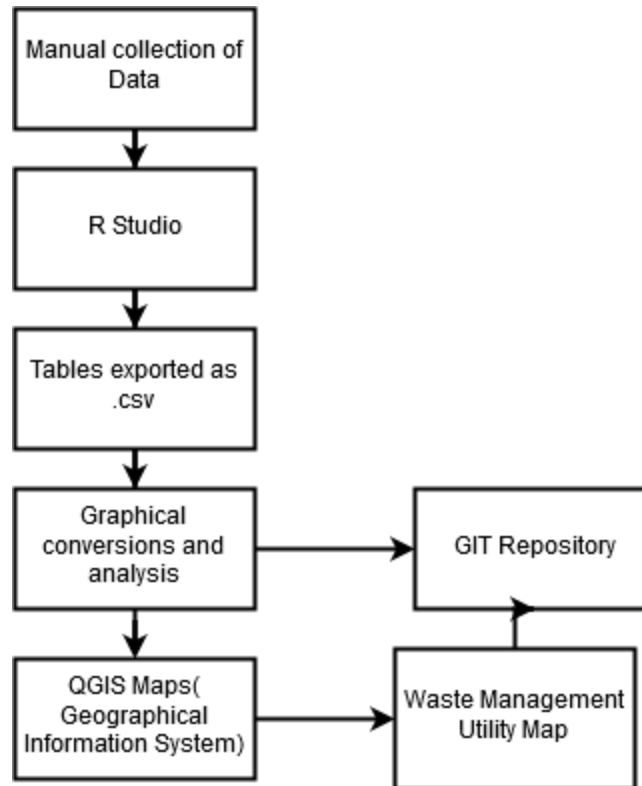 Manual collection of
Data
R Studio
Tables exported as
.csv
Graphical
conversions and
analysis
GIT Repository
QGIS Maps(
Geographical
Information System)
Waste Management
Utility Map